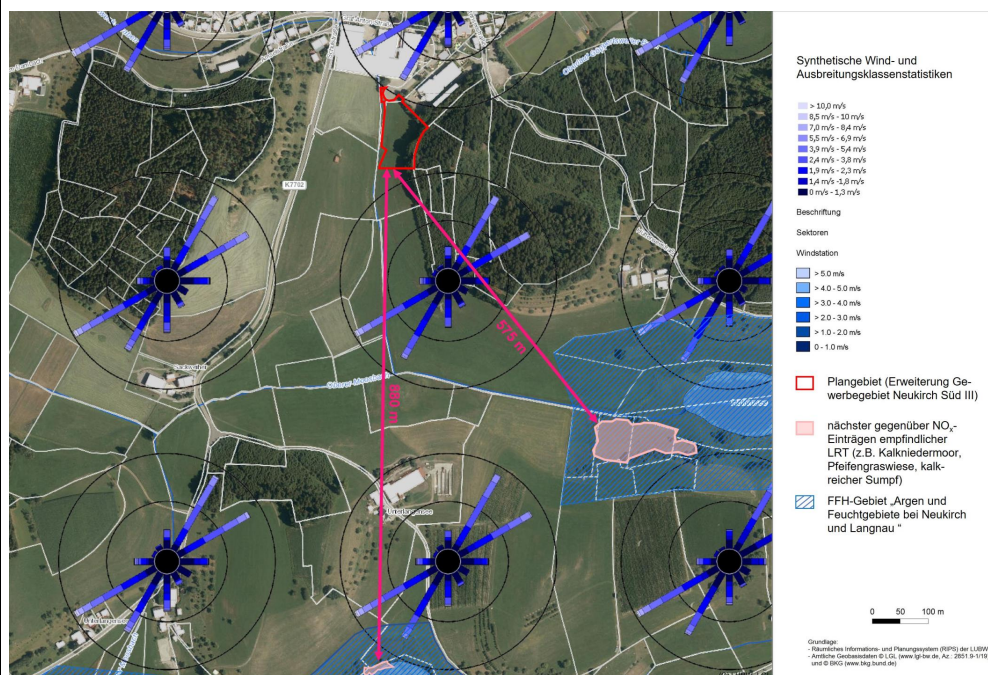 K7702
575 m
880 m
Synthetische Wind- und
Ausbreitungsklassenstatistiken
> 10,0 m/s
8,5 m/s - 10 m/s
7,0 m/s - 8,4 m/s
5,5 m/s - 6,9 m/s
3,9 m/s - 5,4 m/s
2,4 m/s - 3,8 m/s
1,9 m/s - 2,3 m/s
1,4 m/s -1,8 m/s
0 m/s - 1,3 m/s
Beschriftung
Sektoren
Windstation
> 5.0 m/s
> 4.0 - 5.0 m/s
> 3.0 - 4.0 m/s
> 2.0 - 3.0 m/s
> 1.0 - 2.0 m/s
0 - 1.0 m/s
Plangebiet (Erweiterung Ge-
werbegebiet Neukirch Süd III)
nächster gegenüber NOₓ-
Einträgen empfindlicher
LRT (z.B. Kalkniedermoor,
Pfeifengraswiese, kalk-
reicher Sumpf)
FFH-Gebiet „Argen und
Feuchtgebiete bei Neukirch
und Langnau “
0 50 100 m
Grundlage:
- Räumliches Informations- und Planungssystem (RIPS) der LUBW
- Amtliche Geobasisdaten © LGL (www.lgl-bw.de, Az.: 2851.9-1/19)
und © BKG (www.bkg.bund.de)